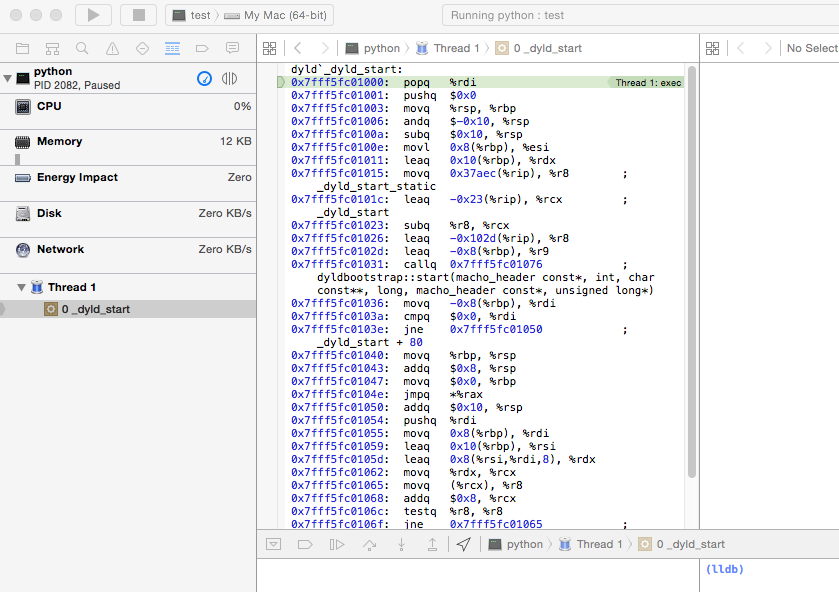 test > My Mac (64-bit)
Running python : test
python > Thread 1 > 0 _dyld_start
No Select
python
PID 2082, Paused
CPU 0%
Memory 12 KB
Energy Impact Zero
Disk Zero KB/s
Network Zero KB/s
Thread 1
0 _dyld_start
dyld`_dyld_start:
0x7fff5fc01000: popq %rdi Thread 1: exec
0x7fff5fc01001: pushq $0x0
0x7fff5fc01003: movq %rsp, %rbp
0x7fff5fc01006: andq $-0x10, %rsp
0x7fff5fc0100a: subq $0x10, %rsp
0x7fff5fc0100e: movl 0x8(%rbp), %esi
0x7fff5fc01011: leaq 0x10(%rbp), %rdx
0x7fff5fc01015: movq 0x37aec(%rip), %r8 ;
_dyld_start_static
0x7fff5fc0101c: leaq -0x23(%rip), %rcx ;
_dyld_start
0x7fff5fc01023: subq %r8, %rcx
0x7fff5fc01026: leaq -0x102d(%rip), %r8
0x7fff5fc0102d: leaq -0x8(%rbp), %r9
0x7fff5fc01031: callq 0x7fff5fc01076 ;
dyldbootstrap::start(macho_header const*, int, char
const**, long, macho_header const*, unsigned long*)
0x7fff5fc01036: movq -0x8(%rbp), %rdi
0x7fff5fc0103a: cmpq $0x0, %rdi
0x7fff5fc0103e: jne 0x7fff5fc01050 ;
_dyld_start + 80
0x7fff5fc01040: movq %rbp, %rsp
0x7fff5fc01043: addq $0x8, %rsp
0x7fff5fc01047: movq $0x0, %rbp
0x7fff5fc0104e: jmpq *%rax
0x7fff5fc01050: addq $0x10, %rsp
0x7fff5fc01054: pushq %rdi
0x7fff5fc01055: movq 0x8(%rbp), %rdi
0x7fff5fc01059: leaq 0x10(%rbp), %rsi
0x7fff5fc0105d: leaq 0x8(%rsi,%rdi,8), %rdx
0x7fff5fc01062: movq %rdx, %rcx
0x7fff5fc01065: movq (%rcx), %r8
0x7fff5fc01068: addq $0x8, %rcx
0x7fff5fc0106c: testq %r8, %r8
0x7fff5fc0106f: jne 0x7fff5fc01065 ;
python > Thread 1 > 0 _dyld_start
(lldb)